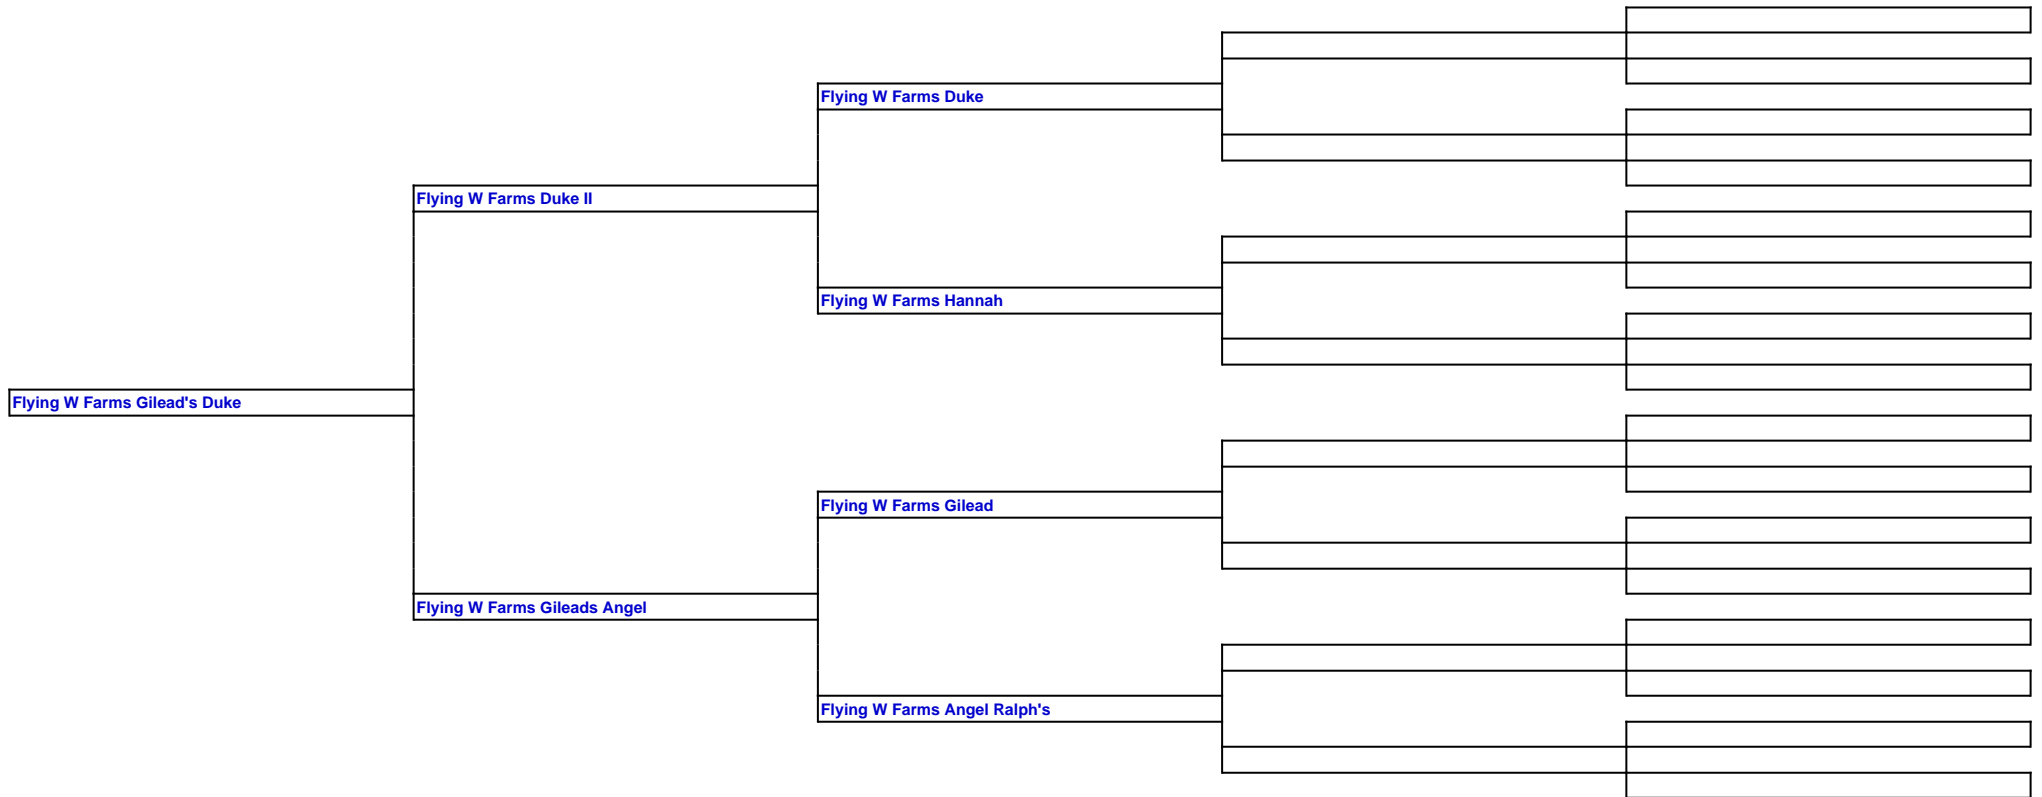 Flying W Farms Duke
Flying W Farms Duke II
Flying W Farms Hannah
Flying W Farms Gilead's Duke
Flying W Farms Gilead
Flying W Farms Gileads Angel
Flying W Farms Angel Ralph's